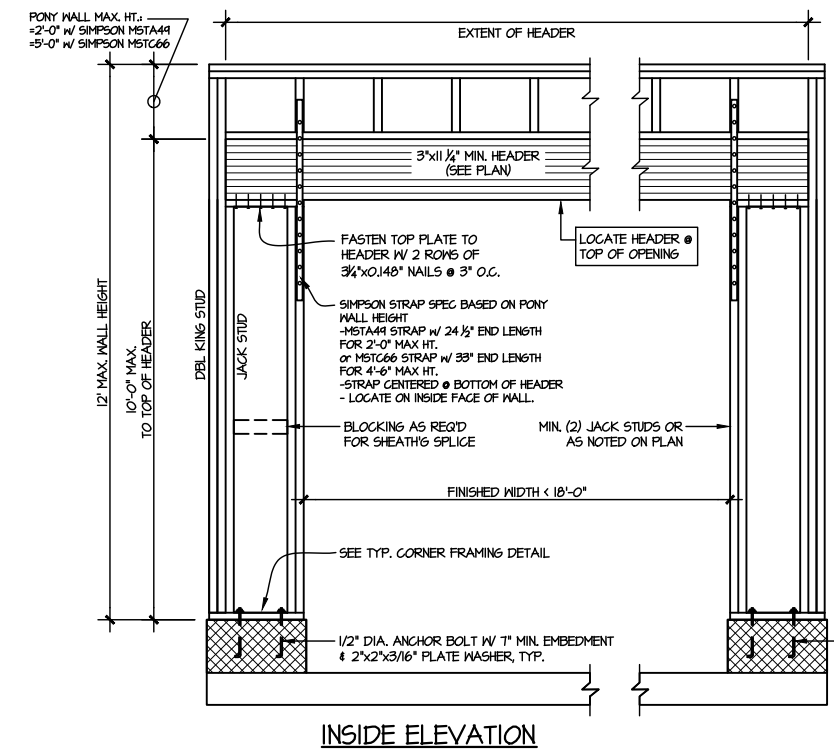 PONY WALL MAX. HT.:
=2'-0" W/ SIMPSON MSTA49
=5'-0" W/ SIMPSON MSTC66
EXTENT OF HEADER
3"x11 1/4" MIN. HEADER
(SEE PLAN)
FASTEN TOP PLATE TO
HEADER W/ 2 ROWS OF
3 1/4"x0.148" NAILS @ 3" O.C.
LOCATE HEADER @
TOP OF OPENING
SIMPSON STRAP SPEC BASED ON PONY
WALL HEIGHT
-MSTA49 STRAP W/ 24 1/2" END LENGTH
FOR 2'-0" MAX HT.
or MSTC66 STRAP W/ 33" END LENGTH
FOR 4'-6" MAX HT.
-STRAP CENTERED @ BOTTOM OF HEADER
- LOCATE ON INSIDE FACE OF WALL.
12' MAX. WALL HEIGHT
10'-0" MAX.
TO TOP OF HEADER
DBL KING STUD
JACK STUD
BLOCKING AS REQ'D
FOR SHEATH'G SPLICE
MIN. (2) JACK STUDS OR
AS NOTED ON PLAN
FINISHED WIDTH < 18'-0"
SEE TYP. CORNER FRAMING DETAIL
1/2" DIA. ANCHOR BOLT W/ 7" MIN. EMBEDMENT
& 2"x2"x3/16" PLATE WASHER, TYP.
INSIDE ELEVATION